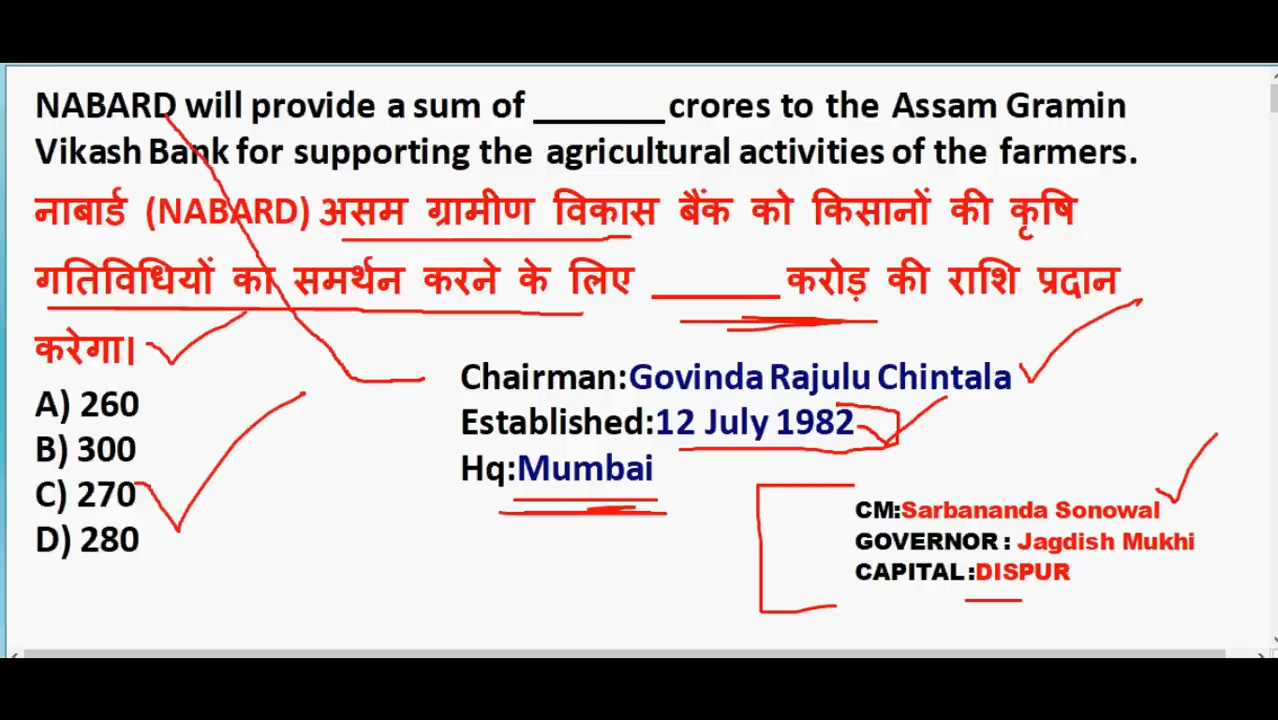 NABARD will provide a sum of _______ crores to the Assam Gramin
Vikash Bank for supporting the agricultural activities of the farmers.
नाबार्ड (NABARD) असम ग्रामीण विकास बैंक को किसानों की कृषि
गतिविधियों का समर्थन करने के लिए _______ करोड़ की राशि प्रदान
करेगा।
A) 260
B) 300
C) 270
D) 280
Chairman:Govinda Rajulu Chintala
Established:12 July 1982
Hq:Mumbai
CM:Sarbananda Sonowal
GOVERNOR : Jagdish Mukhi
CAPITAL :DISPUR